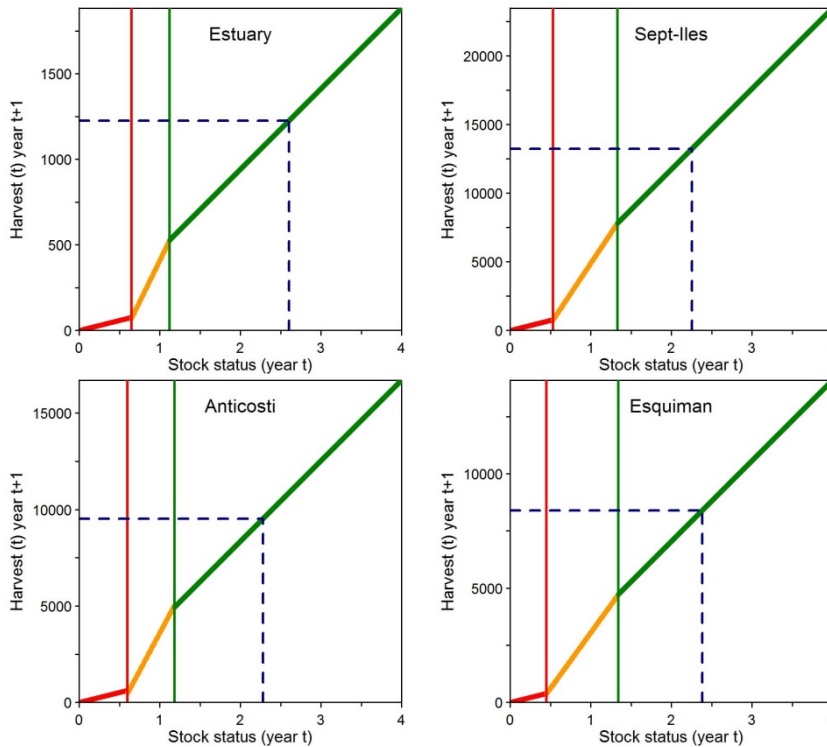 Estuary
Harvest (t) year t+1
1500
1000
500
0
0 1 2 3 4
Stock status (year t)
Sept-Iles
Harvest (t) year t+1
20000
15000
10000
5000
0
0 1 2 3
Stock status (year t)
Anticosti
Harvest (t) year t+1
15000
10000
5000
0
0 1 2 3 4
Stock status (year t)
Esquiman
Harvest (t) year t+1
10000
5000
0
0 1 2 3
Stock status (year t)